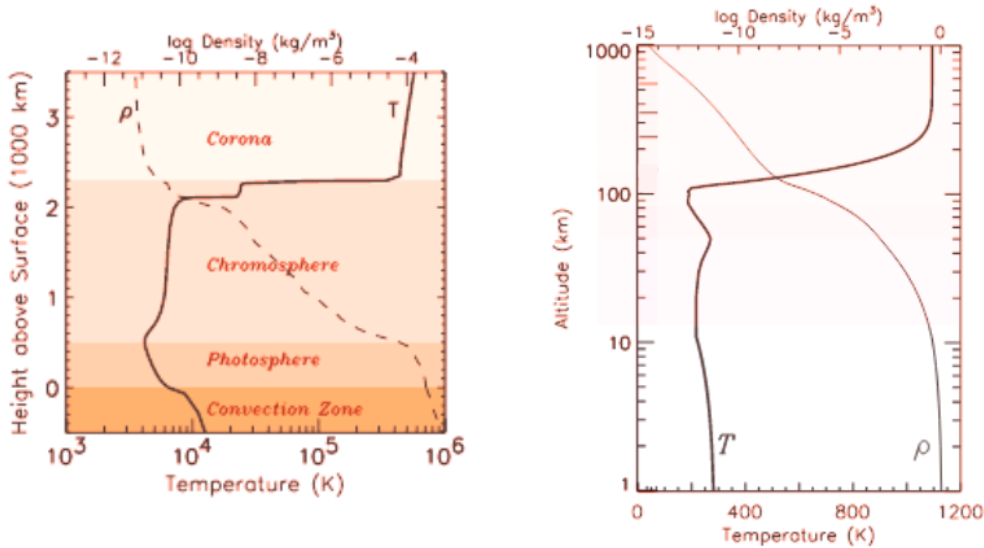 log Density (kg/m³)
-12 -10 -8 -6 -4
ρ
T
Corona
Chromosphere
Photosphere
Convection Zone
3
2
1
0
Height above Surface (1000 km)
10³ 10⁴ 10⁵ 10⁶
Temperature (K)
log Density (kg/m³)
-15 -10 -5 0
1000
100
10
1
Altitude (km)
T
ρ
0 400 800 1200
Temperature (K)